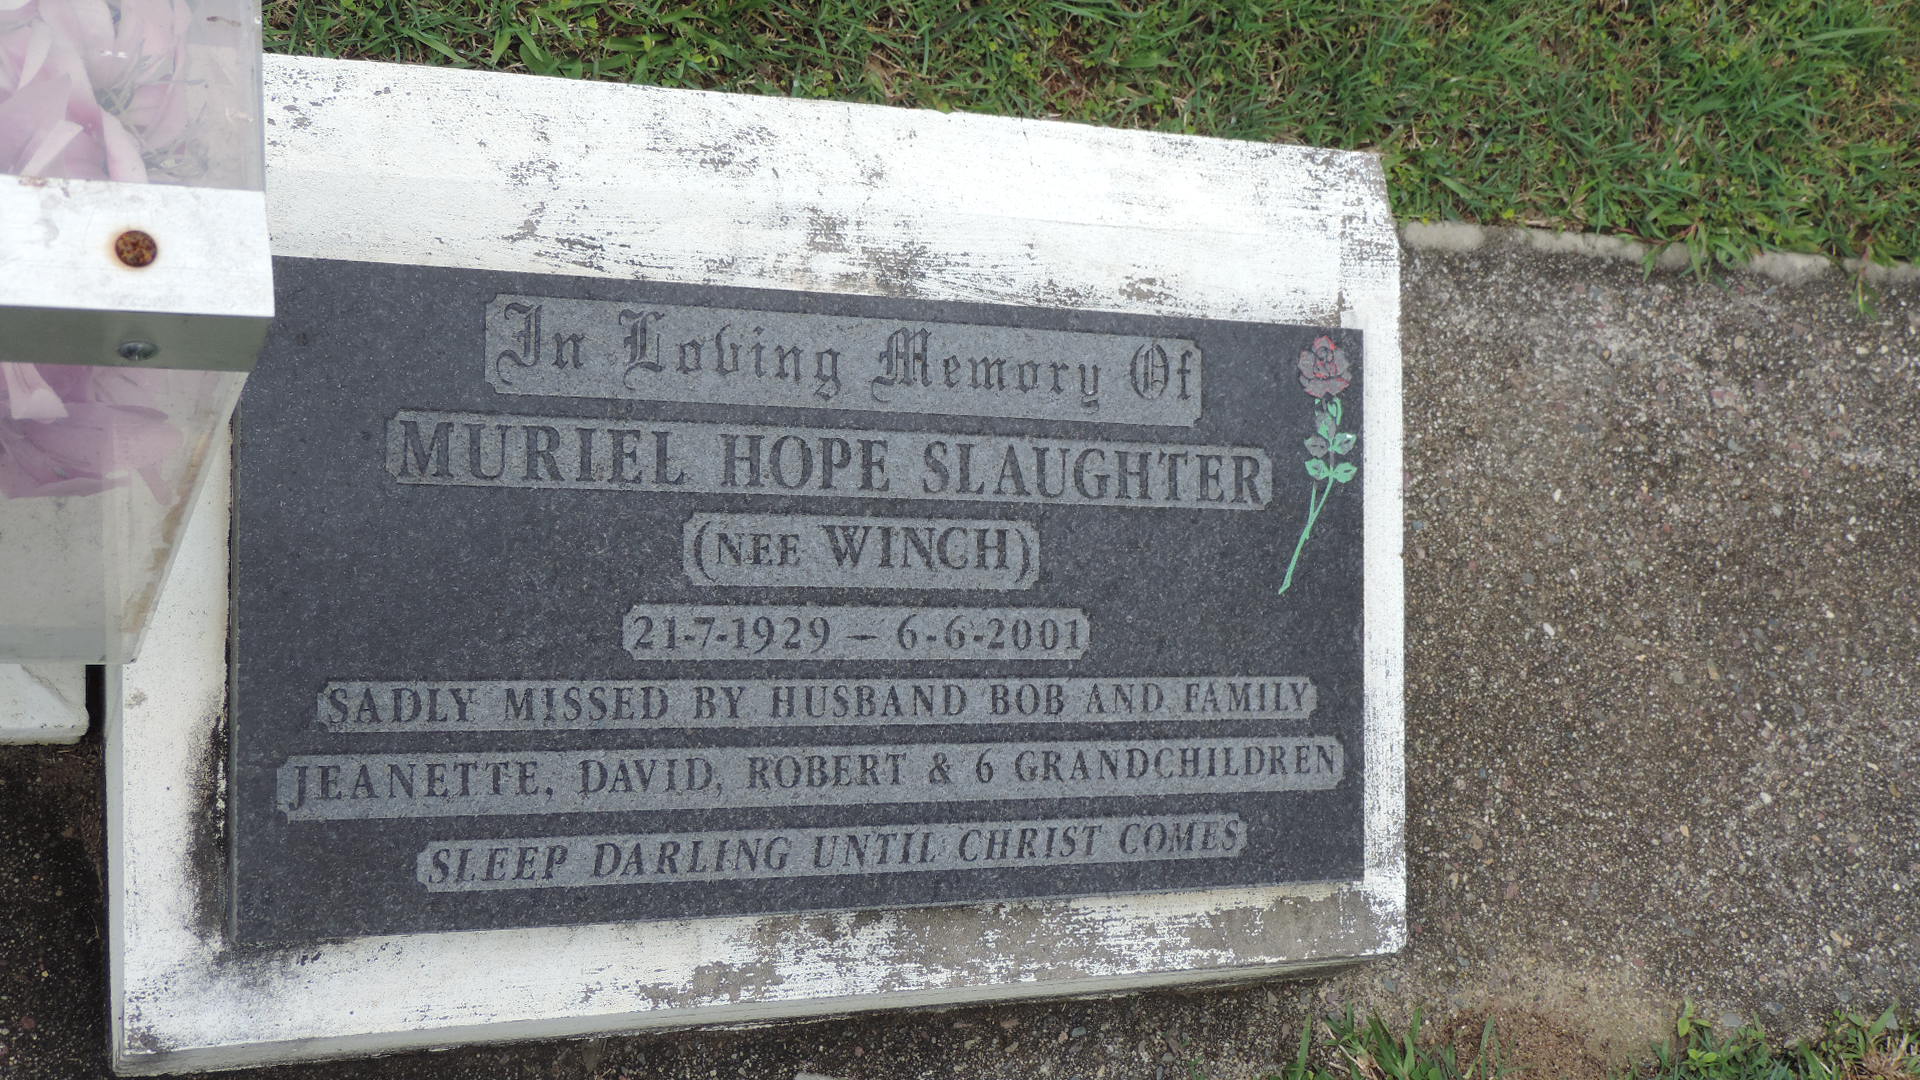 In Loving Memory Of
MURIEL HOPE SLAUGHTER
(NEE WINCH)
21-7-1929 – 6-6-2001
SADLY MISSED BY HUSBAND BOB AND FAMILY
JEANETTE, DAVID, ROBERT & 6 GRANDCHILDREN
SLEEP DARLING UNTIL CHRIST COMES